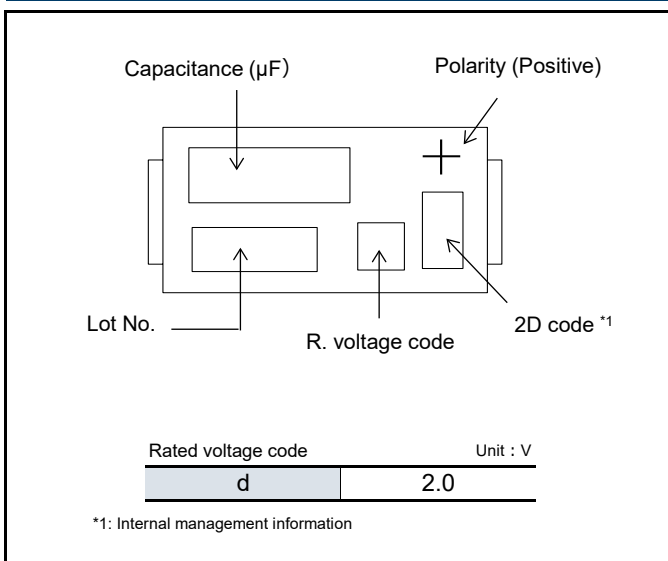 Capacitance (μF)
Polarity (Positive)
+
Lot No.
R. voltage code
2D code *1
Rated voltage code Unit : V
d 2.0
*1: Internal management information